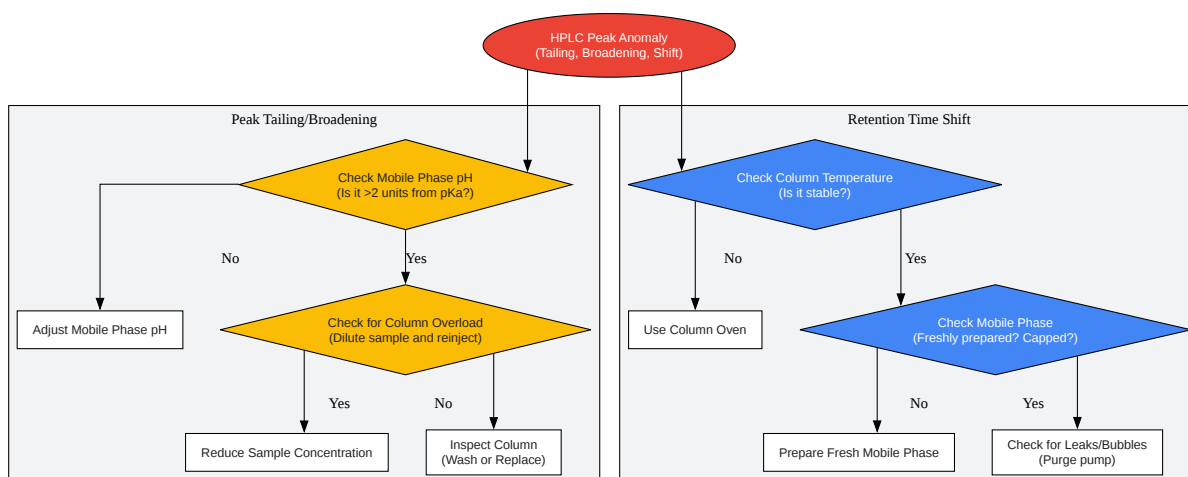 HPLC Peak Anomaly
(Tailing, Broadening, Shift)
Peak Tailing/Broadening
Check Mobile Phase pH
(Is it >2 units from pKa?)
No
Yes
Adjust Mobile Phase pH
Check for Column Overload
(Dilute sample and reinject)
Yes
No
Reduce Sample Concentration
Inspect Column
(Wash or Replace)
Retention Time Shift
Check Column Temperature
(Is it stable?)
No
Yes
Use Column Oven
Check Mobile Phase
(Freshly prepared? Capped?)
No
Yes
Prepare Fresh Mobile Phase
Check for Leaks/Bubbles
(Purge pump)